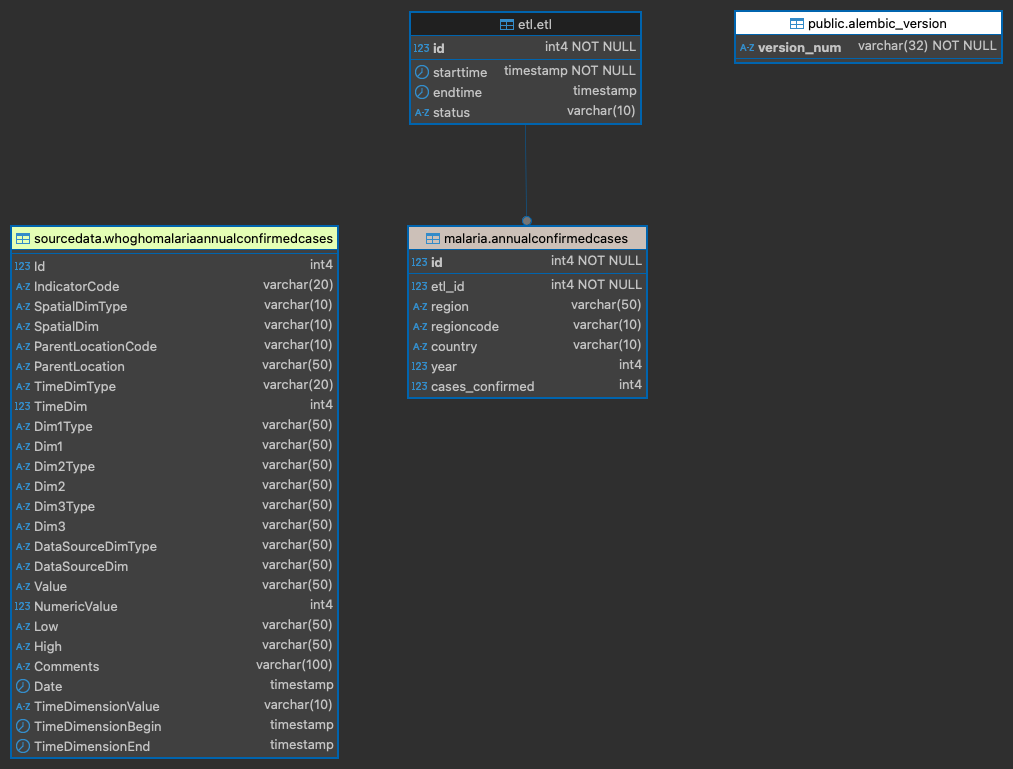 etl.etl
123 id int4 NOT NULL
starttime timestamp NOT NULL
endtime timestamp
A-Z status varchar(10)
public.alembic_version
A-Z version_num varchar(32) NOT NULL
sourcedata.whoghomalariaannualconfirmedcases
123 Id int4
A-Z IndicatorCode varchar(20)
A-Z SpatialDimType varchar(10)
A-Z SpatialDim varchar(10)
A-Z ParentLocationCode varchar(10)
A-Z ParentLocation varchar(50)
A-Z TimeDimType varchar(20)
123 TimeDim int4
A-Z Dim1Type varchar(50)
A-Z Dim1 varchar(50)
A-Z Dim2Type varchar(50)
A-Z Dim2 varchar(50)
A-Z Dim3Type varchar(50)
A-Z Dim3 varchar(50)
A-Z DataSourceDimType varchar(50)
A-Z DataSourceDim varchar(50)
A-Z Value varchar(50)
123 NumericValue int4
A-Z Low varchar(50)
A-Z High varchar(50)
A-Z Comments varchar(100)
Date timestamp
A-Z TimeDimensionValue varchar(10)
TimeDimensionBegin timestamp
TimeDimensionEnd timestamp
malaria.annualconfirmedcases
123 id int4 NOT NULL
123 etl_id int4 NOT NULL
A-Z region varchar(50)
A-Z regioncode varchar(10)
A-Z country varchar(10)
123 year int4
123 cases_confirmed int4